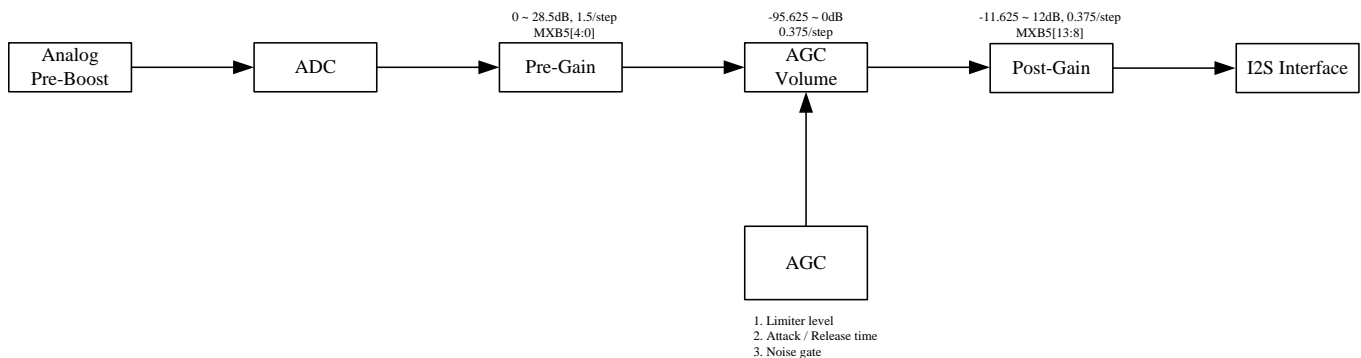 0 ~ 28.5dB, 1.5/step
MXB5[4:0]
-95.625 ~ 0dB
0.375/step
-11.625 ~ 12dB, 0.375/step
MXB5[13:8]
Analog
Pre-Boost
ADC
Pre-Gain
AGC
Volume
Post-Gain
I2S Interface
AGC
1. Limiter level
2. Attack / Release time
3. Noise gate